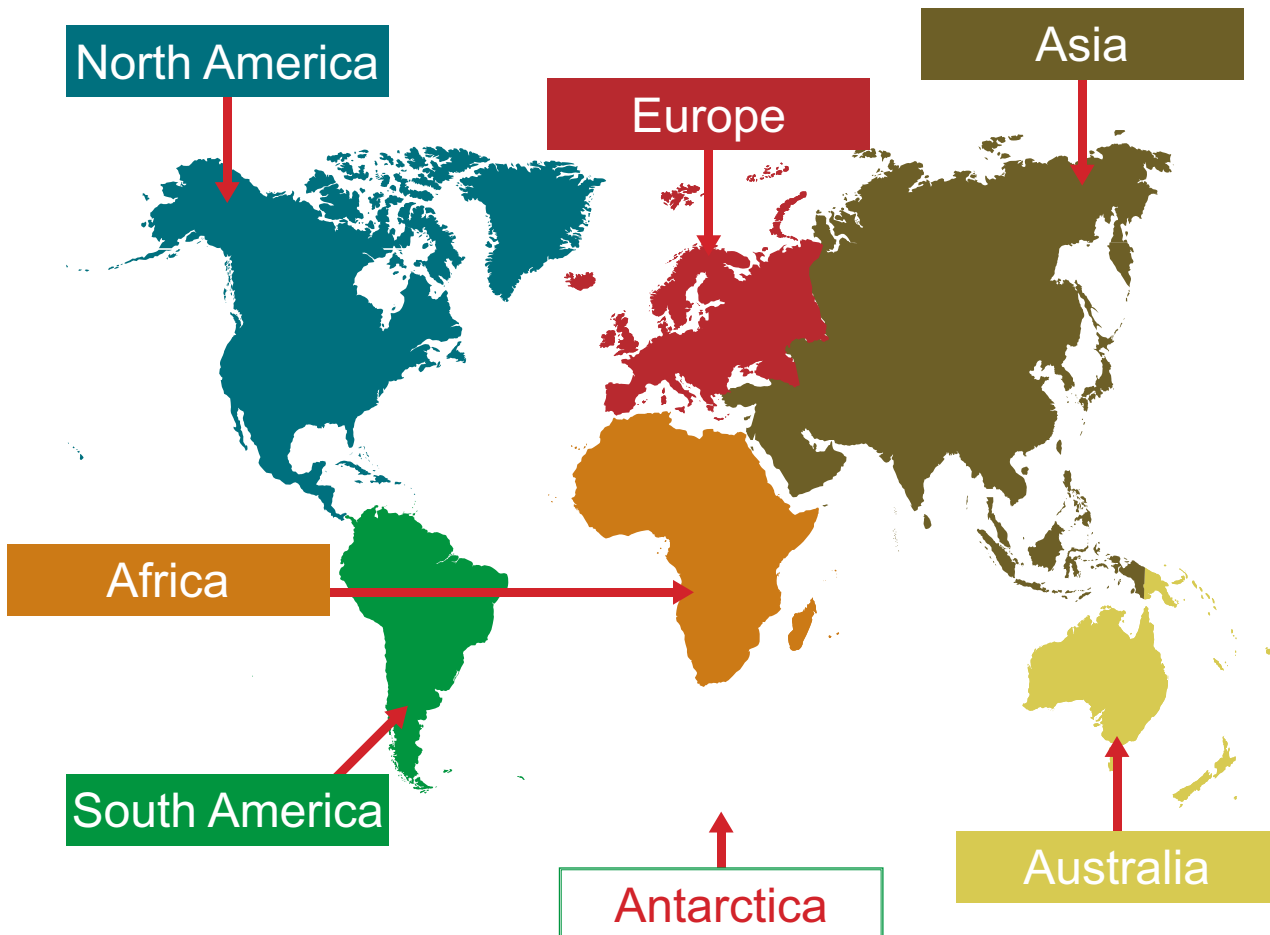 North America
Asia
Europe
Africa
South America
Australia
Antarctica